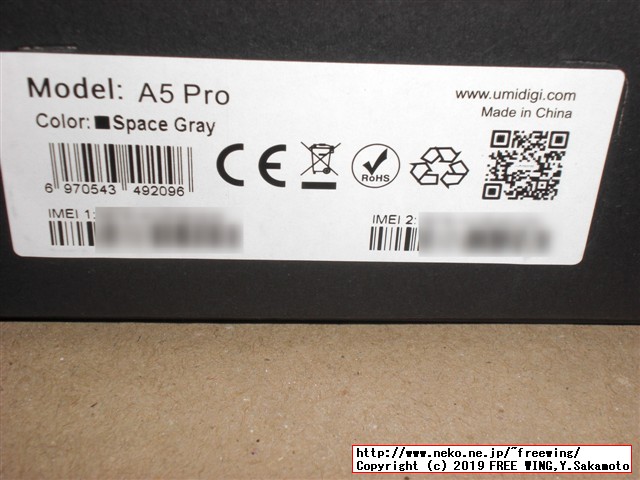 Model: A5 Pro
www.umidigi.com
Made in China
Color: Space Gray
CE
RoHS
6 970543 492096
IMEI 1:
IMEI 2:
http://www.neko.ne.jp/~freewing/
Copyright (c) 2019 FREE WING,Y.Sakamoto